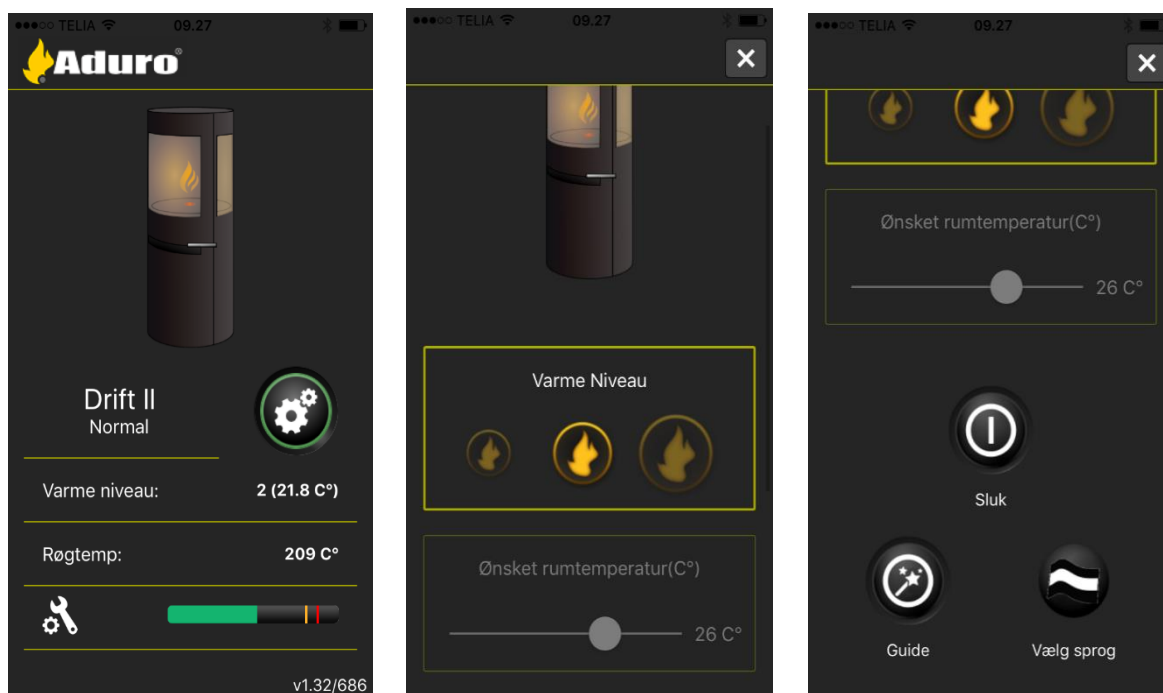 TELIA 09.27
Aduro®
Drift II
Normal
Varme niveau: 2 (21.8 C°)
Røgtemp: 209 C°
v1.32/686
TELIA 09.27
Varme Niveau
Ønsket rumtemperatur(C°)
26 C°
TELIA 09.27
Ønsket rumtemperatur(C°)
26 C°
Sluk
Guide
Vælg sprog